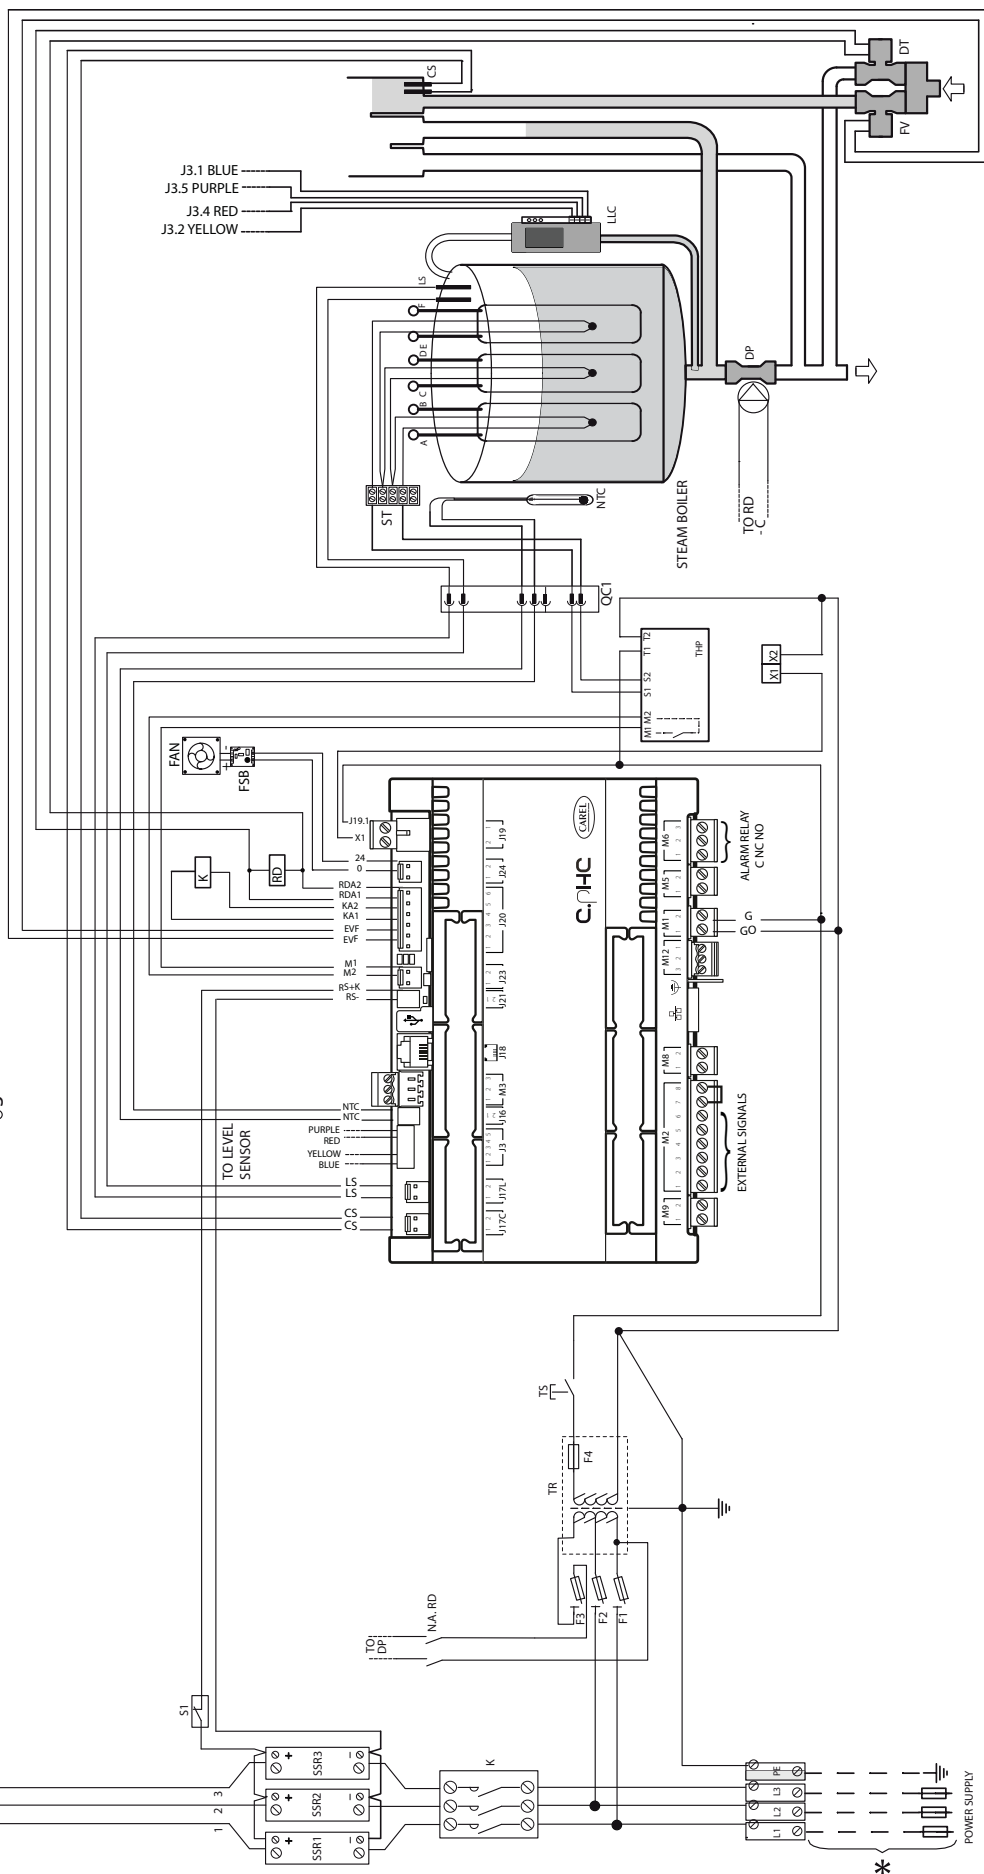 CS
DT
FV
J3.1 BLUE
J3.5 PURPLE
J3.4 RED
J3.2 YELLOW
LLC
LS
F
D E
C
B
A
ST
NTC
STEAM BOILER
DP
TO RD
- C
QC1
T2
T1
THP
S2
S1
M2
M1
X1 X2
FAN
- +
FSB
J19.1
X1
24
0
K
RD
RDA2
RDA1
KA2
KA1
EVF
EVF
M1
M2
RS+K
RS-
NTC
NTC
PURPLE
RED
YELLOW
BLUE
TO LEVEL
SENSOR
LS
LS
CS
CS
J19
J24
J20
J23
J21
J18
M3
J16
J3
J17L
J17C
CAREL
c.pHC
M6
M5
M1
M12
M8
M2
M9
ALARM RELAY
C NC NO
G
GO
EXTERNAL SIGNALS
TS
TR
F4
F3
F2
F1
TO
DP
N.A. RD
S1
SSR3
SSR2
SSR1
+ -
+ -
+ -
3
2
1
K
PE
L3
L2
L1
POWER SUPPLY
*